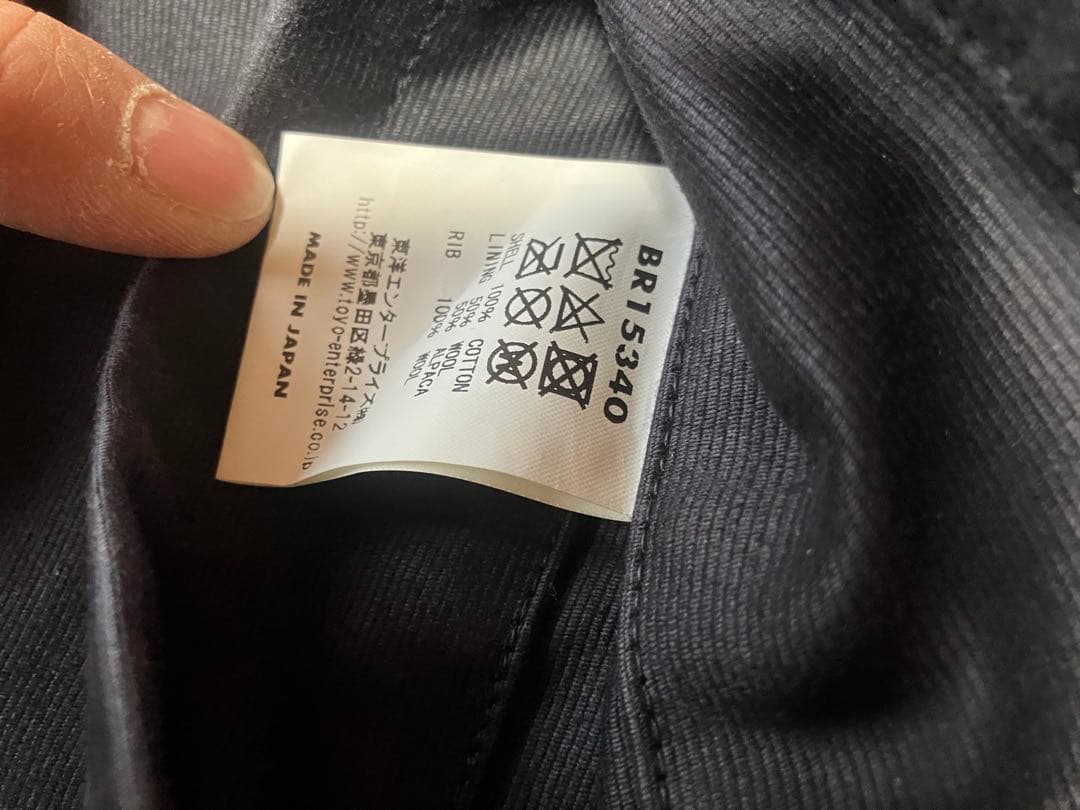 BR15340
SHELL 100% COTTON
LINING 50% WOOL
50% ALPACA
RIB 100% WOOL
東洋エンタープライズ㈱
東京都墨田区緑2-14-12
http://www.toyo-enterprise.co.jp
MADE IN JAPAN